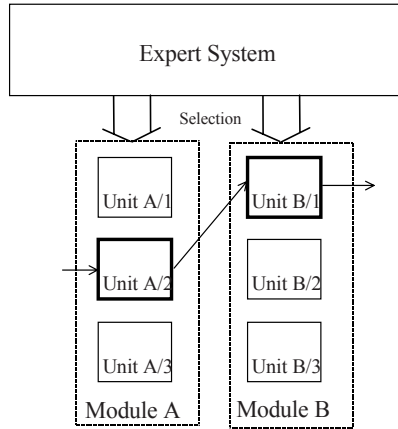 Expert System
Selection
Unit A/1
Unit B/1
Unit A/2
Unit B/2
Unit A/3
Unit B/3
Module A
Module B